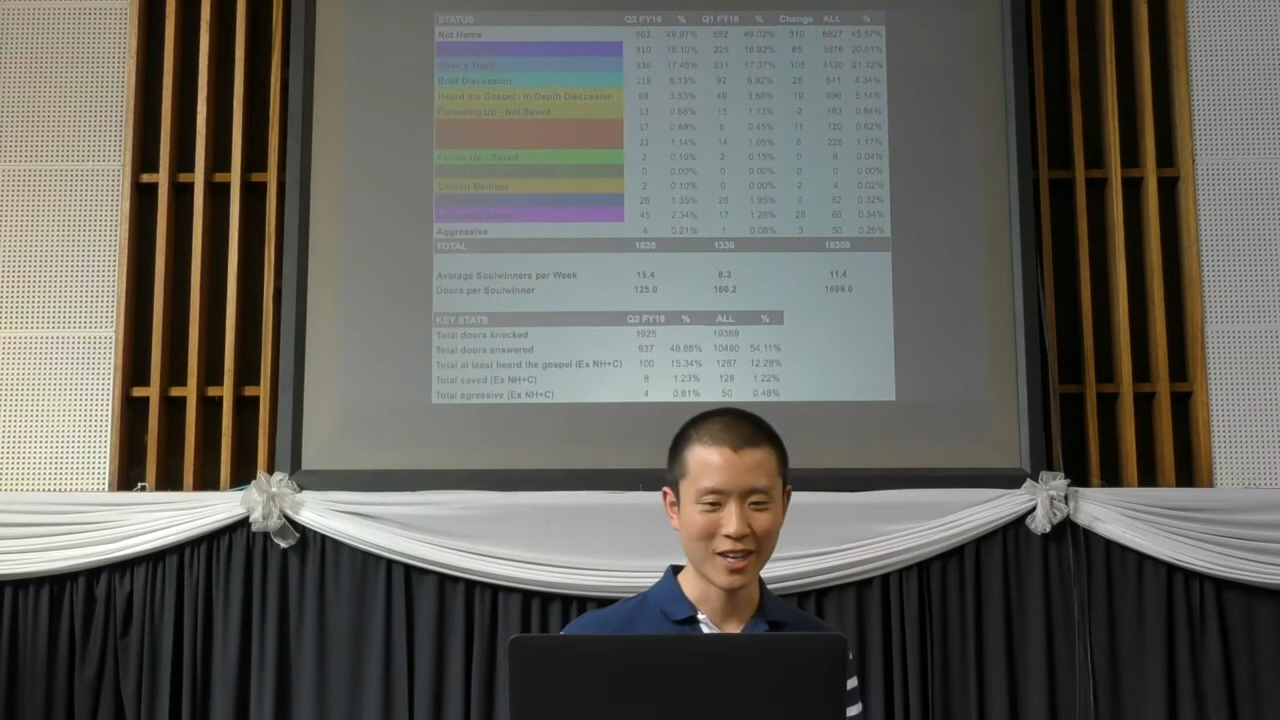 STATUS Q2 FY18 % Q1 FY18 % Change ALL %
Not Home 962 49.97% 652 49.02% 310 8827 45.57%
310 16.10% 225 16.92% 85 3876 20.01%
Gave a Tract 336 17.45% 231 17.37% 105 4130 21.32%
Brief Discussion 118 6.13% 92 6.92% 26 841 4.34%
Heard the Gospel / In-Depth Discussion 68 3.53% 49 3.68% 19 996 5.14%
Following Up - Not Saved 13 0.68% 15 1.13% -2 163 0.84%
17 0.88% 6 0.45% 11 120 0.62%
22 1.14% 14 1.05% 8 226 1.17%
Follow Up - Saved 2 0.10% 2 0.15% 0 8 0.04%
0 0.00% 0 0.00% 0 0 0.00%
Church Member 2 0.10% 0 0.00% 2 4 0.02%
26 1.35% 26 1.95% 0 62 0.32%
45 2.34% 17 1.28% 28 66 0.34%
Aggressive 4 0.21% 1 0.08% 3 50 0.26%
TOTAL 1925 1330 19369
Average Soulwinners per Week 15.4 8.3 11.4
Doors per Soulwinner 125.0 160.2 1699.0
KEY STATS Q2 FY18 % ALL %
Total doors knocked 1925 19369
Total doors answered 937 48.68% 10480 54.11%
Total at least heard the gospel (Ex NH+C) 100 15.34% 1287 12.28%
Total saved (Ex NH+C) 8 1.23% 128 1.22%
Total agressive (Ex NH+C) 4 0.61% 50 0.48%